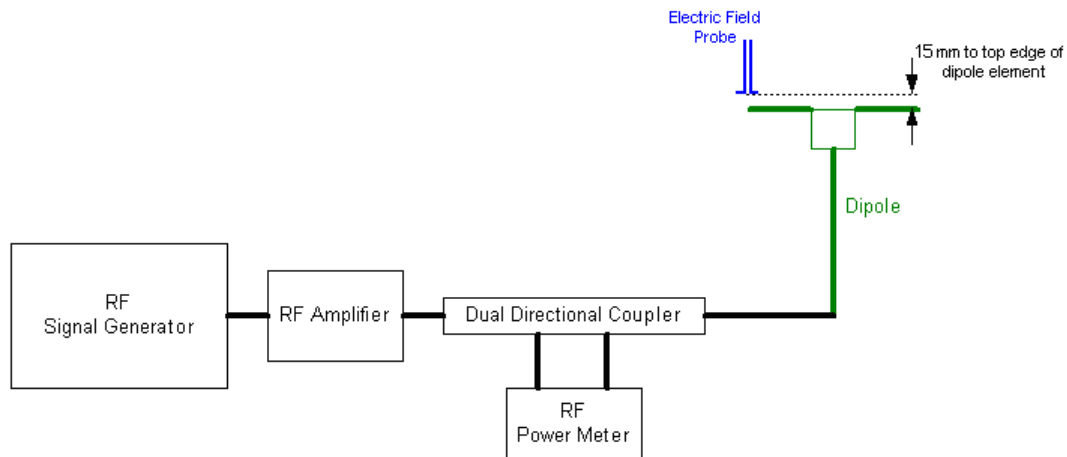 Electric Field
Probe
15 mm to top edge of
dipole element
Dipole
RF
Signal Generator
RF Amplifier
Dual Directional Coupler
RF
Power Meter